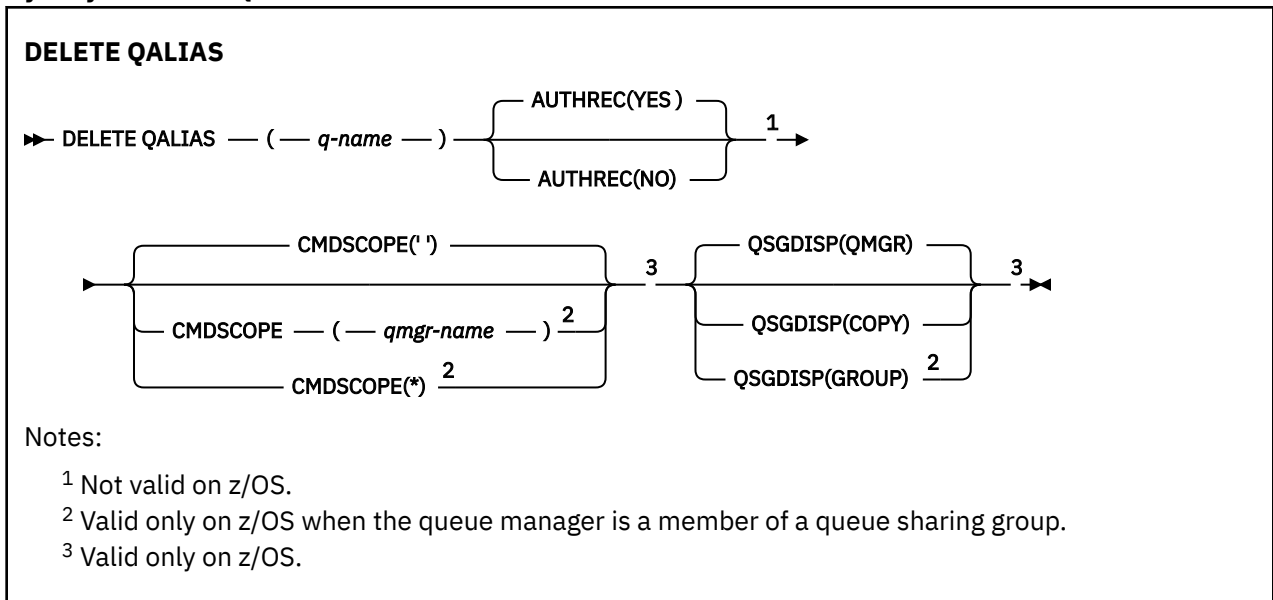 DELETE QALIAS
AUTHREC(YES )
DELETE QALIAS ( q-name ) 1
AUTHREC(NO)
CMDSCOPE(' ') QSGDISP(QMGR)
3 3
CMDSCOPE ( qmgr-name ) 2 QSGDISP(COPY)
CMDSCOPE(*) 2 QSGDISP(GROUP) 2
Notes:
1 Not valid on z/OS.
2 Valid only on z/OS when the queue manager is a member of a queue sharing group.
3 Valid only on z/OS.